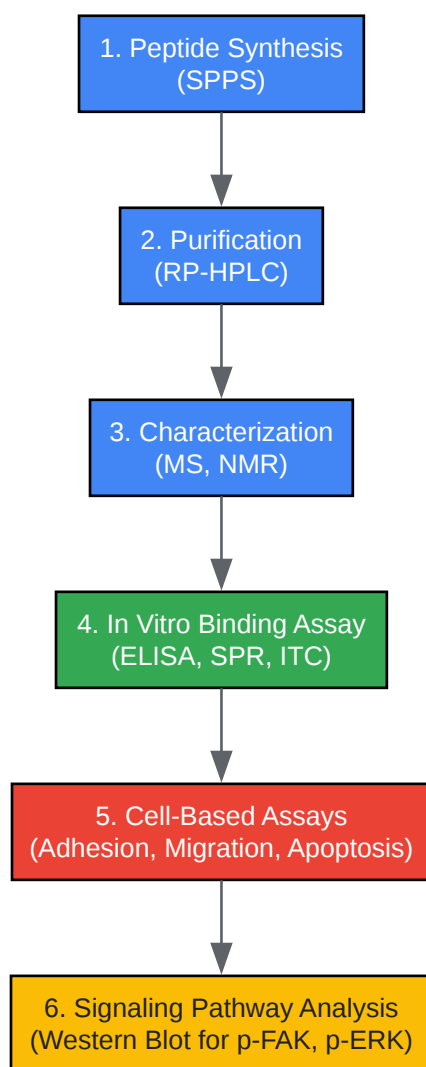 1. Peptide Synthesis
(SPPS)
2. Purification
(RP-HPLC)
3. Characterization
(MS, NMR)
4. In Vitro Binding Assay
(ELISA, SPR, ITC)
5. Cell-Based Assays
(Adhesion, Migration, Apoptosis)
6. Signaling Pathway Analysis
(Western Blot for p-FAK, p-ERK)